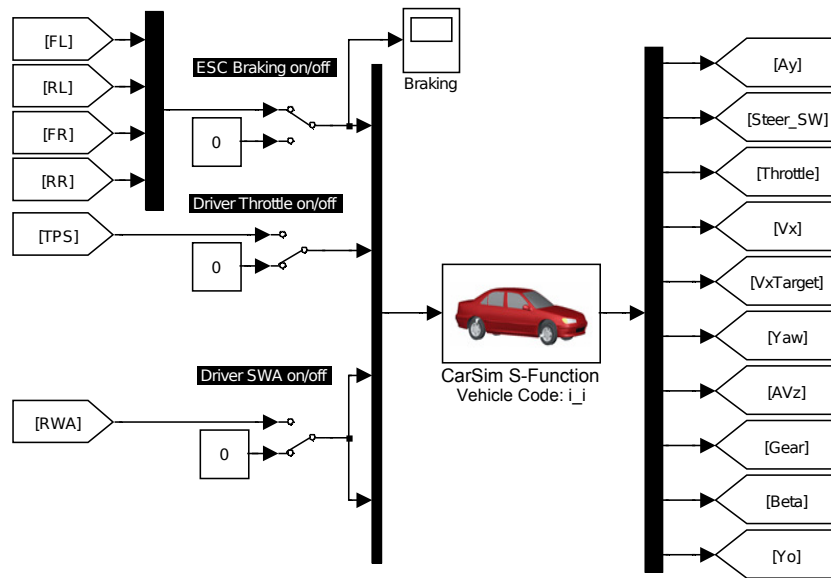 [FL]
[RL]
[FR]
[RR]
ESC Braking on/off
0
Braking
Driver Throttle on/off
[TPS]
0
Driver SWA on/off
[RWA]
0
CarSim S-Function
Vehicle Code: i_i
[Ay]
[Steer_SW]
[Throttle]
[Vx]
[VxTarget]
[Yaw]
[AVz]
[Gear]
[Beta]
[Yo]